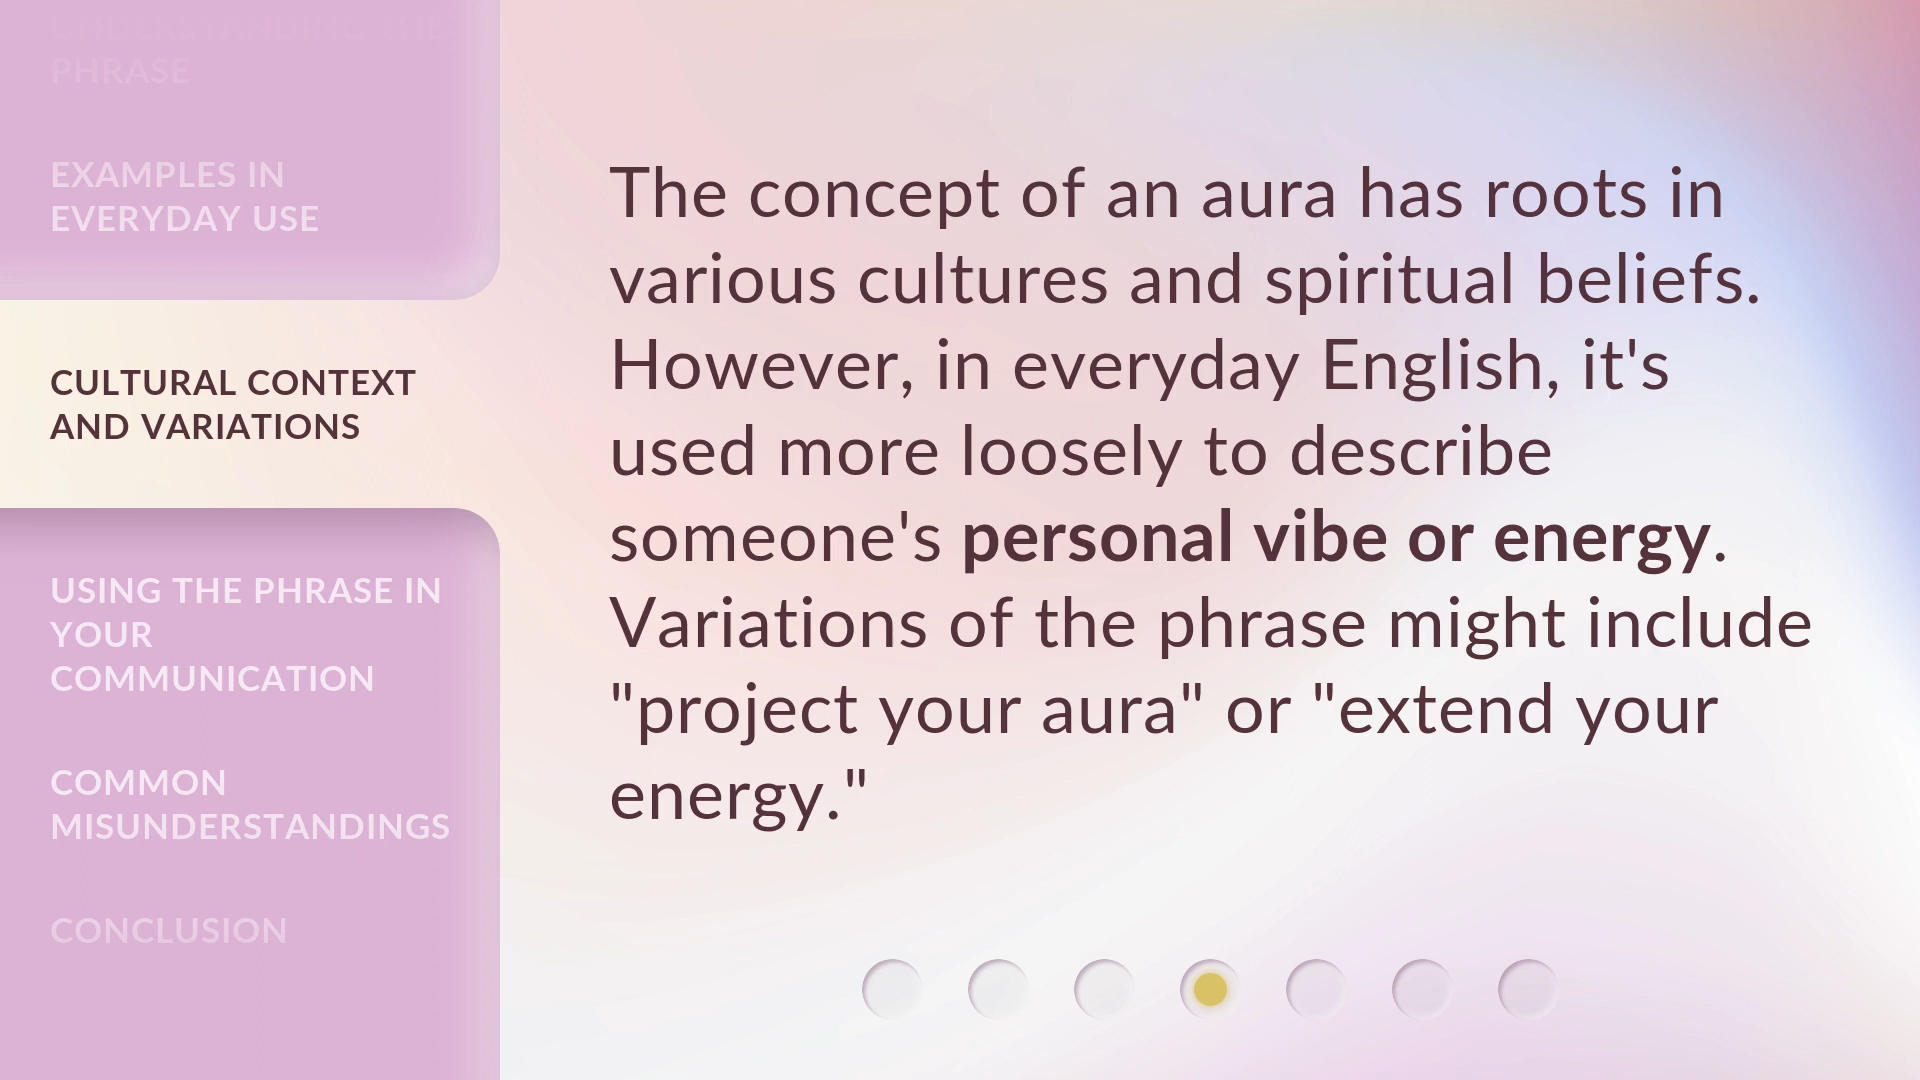 UNDERSTANDING THE
PHRASE
EXAMPLES IN
EVERYDAY USE
CULTURAL CONTEXT
AND VARIATIONS
USING THE PHRASE IN
YOUR
COMMUNICATION
COMMON
MISUNDERSTANDINGS
CONCLUSION
The concept of an aura has roots in
various cultures and spiritual beliefs.
However, in everyday English, it's
used more loosely to describe
someone's personal vibe or energy.
Variations of the phrase might include
"project your aura" or "extend your
energy."